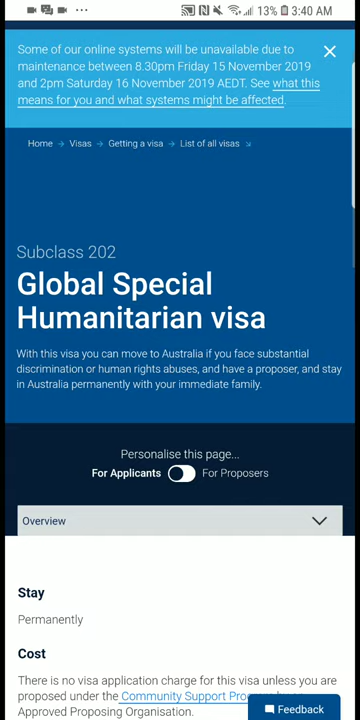 13% 3:40 AM
Some of our online systems will be unavailable due to
maintenance between 8.30pm Friday 15 November 2019
and 2pm Saturday 16 November 2019 AEDT. See what this
means for you and what systems might be affected.
Home Visas Getting a visa List of all visas
Subclass 202
Global Special
Humanitarian visa
With this visa you can move to Australia if you face substantial
discrimination or human rights abuses, and have a proposer, and stay
in Australia permanently with your immediate family.
Personalise this page...
For Applicants For Proposers
Overview
Stay
Permanently
Cost
There is no visa application charge for this visa unless you are
proposed under the Community Support
Approved Proposing Organisation.
Feedback